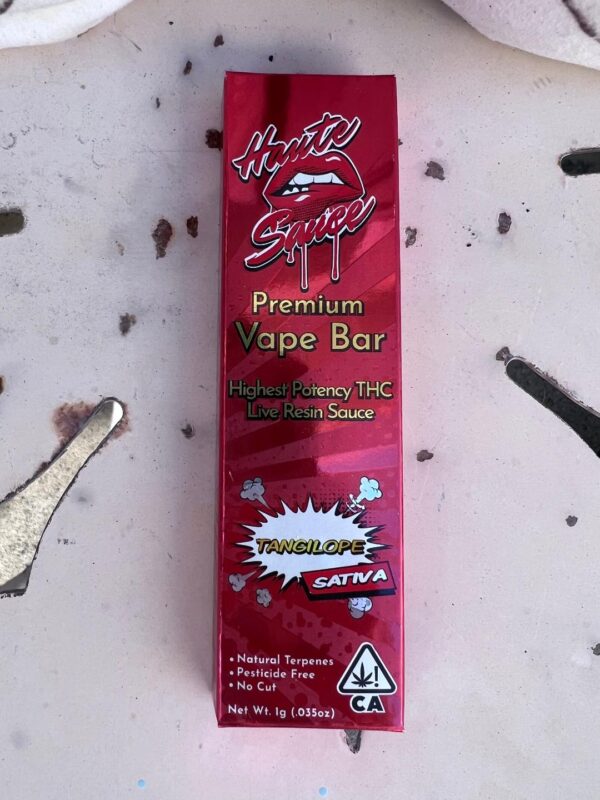 Haute
Sauce
Premium
Vape Bar
Highest Potency THC
Live Resin Sauce
TANGILOPE
SATIVA
• Natural Terpenes
• Pesticide Free
• No Cut
!
CA
Net Wt. 1g (.035oz)